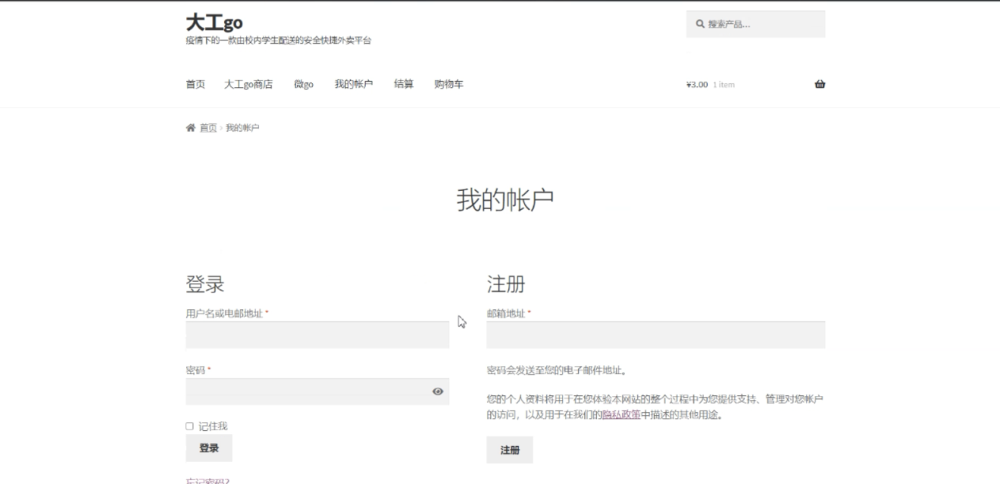 大工go
疫情下的一款由校内学生配送的安全快捷外卖平台
搜索产品...
首页 大工go商店 微go 我的帐户 结算 购物车
¥3.00 1 item
首页 › 我的帐户
我的帐户
登录
用户名或电邮地址 *
密码 *
记住我
登录
忘记密码?
注册
邮箱地址 *
密码会发送至您的电子邮件地址。
您的个人资料将用于在您体验本网站的整个过程中为您提供支持、管理对您帐户
的访问，以及用于在我们的隐私政策中描述的其他用途。
注册